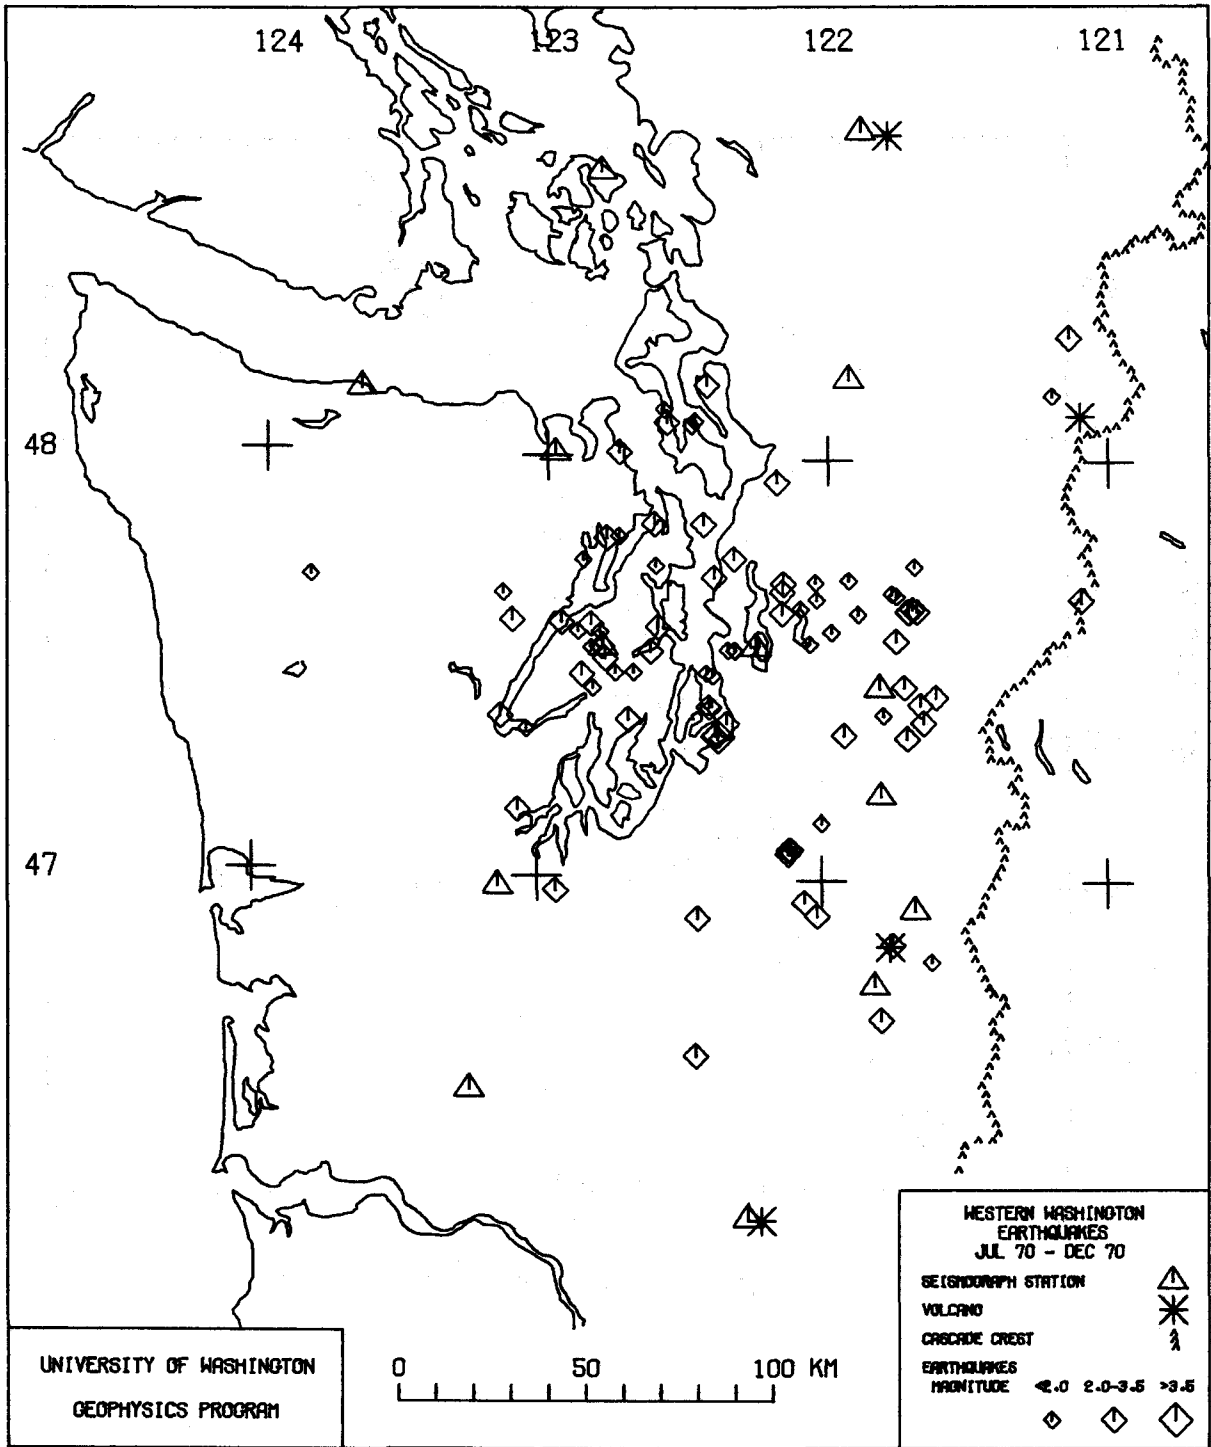 124 123 122 121
48
47
WESTERN WASHINGTON
EARTHQUAKES
JUL 70 - DEC 70
SEISMOGRAPH STATION
VOLCANO
CASCADE CREST
EARTHQUAKES
MAGNITUDE <2.0 2.0-3.5 >3.5
UNIVERSITY OF WASHINGTON
GEOPHYSICS PROGRAM
0 50 100 KM